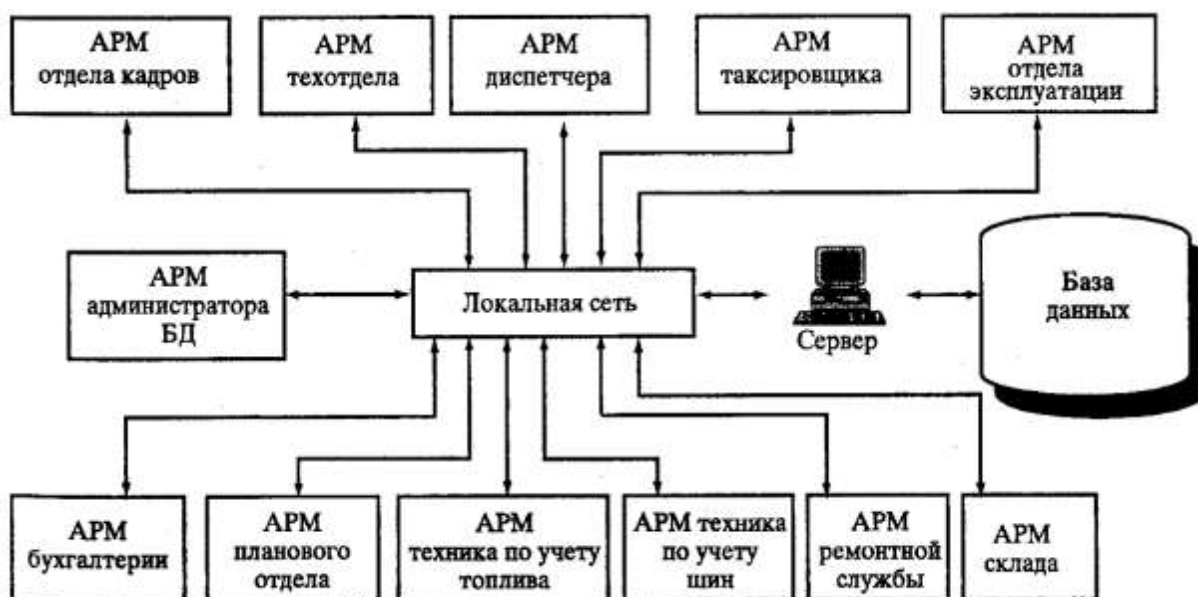 АРМ
отдела кадров
АРМ
техотдела
АРМ
диспетчера
АРМ
таксировщика
АРМ
отдела
эксплуатации
АРМ
администратора
БД
Локальная сеть
Сервер
База
данных
АРМ
бухгалтерии
АРМ
планового
отдела
АРМ
техника по учету
топлива
АРМ техника
по учету
шин
АРМ
ремонтной
службы
АРМ
склада